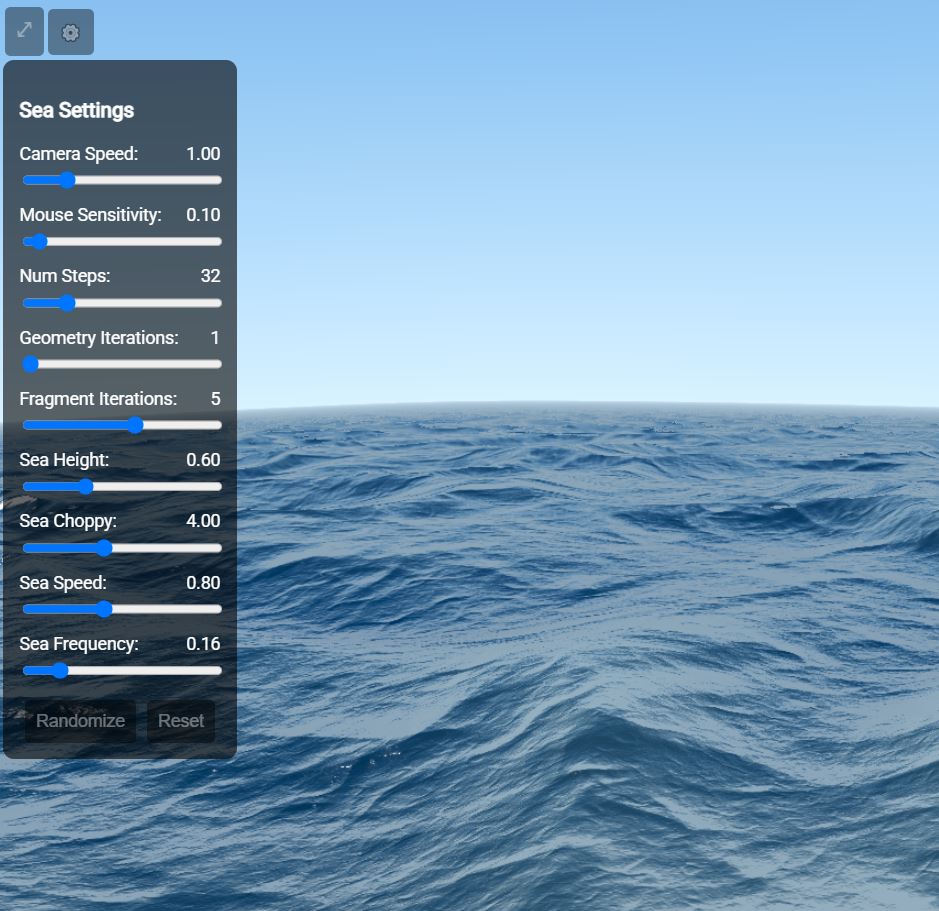 Sea Settings
Camera Speed: 1.00
Mouse Sensitivity: 0.10
Num Steps: 32
Geometry Iterations: 1
Fragment Iterations: 5
Sea Height: 0.60
Sea Choppy: 4.00
Sea Speed: 0.80
Sea Frequency: 0.16
Randomize Reset